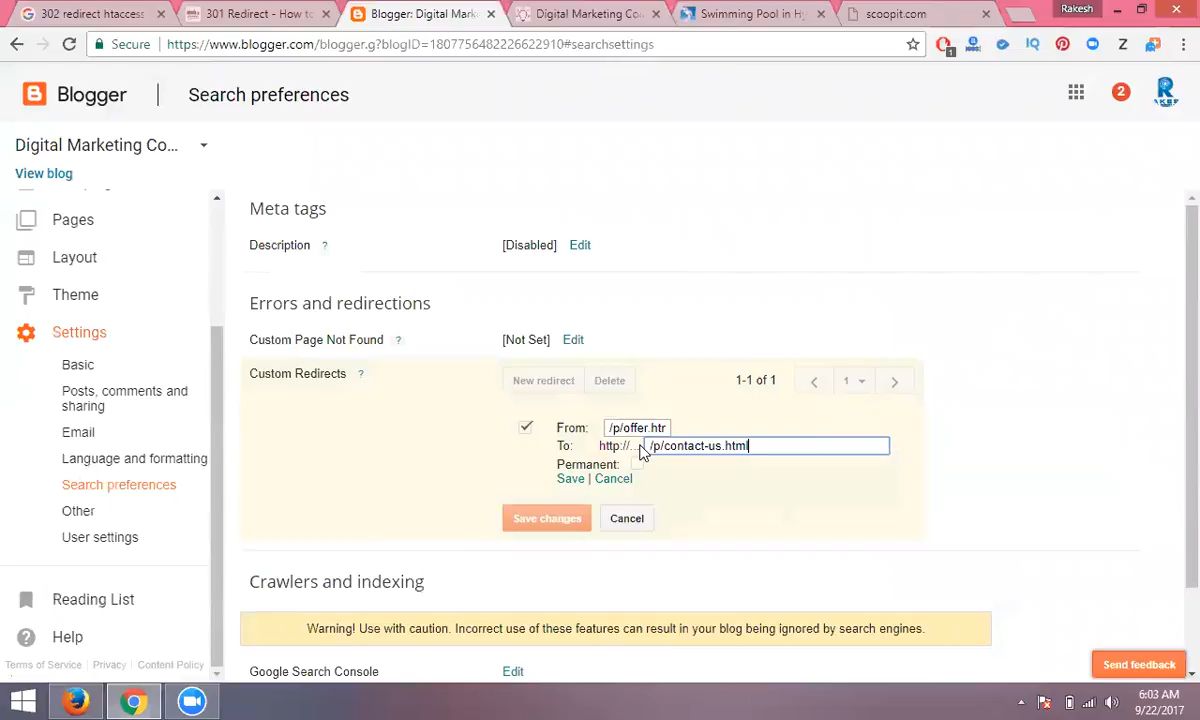 302 redirect htaccess
301 Redirect - How to
Blogger: Digital Mark
Digital Marketing Co
Swimming Pool in Hy
scoopit.com
Rakesh
Secure
https://www.blogger.com/blogger.g?blogID=1807756482226622910#searchsettings
Blogger
Search preferences
2
Digital Marketing Co...
View blog
Pages
Layout
Theme
Settings
Basic
Posts, comments and
sharing
Email
Language and formatting
Search preferences
Other
User settings
Reading List
Help
Terms of Service | Privacy | Content Policy
Meta tags
Description ? [Disabled] Edit
Errors and redirections
Custom Page Not Found ? [Not Set] Edit
Custom Redirects ? New redirect Delete 1-1 of 1 1
From: /p/offer.htr
To: http://... /p/contact-us.html
Permanent:
Save | Cancel
Save changes Cancel
Crawlers and indexing
Warning! Use with caution. Incorrect use of these features can result in your blog being ignored by search engines.
Google Search Console Edit
Send feedback
6:03 AM
9/22/2017